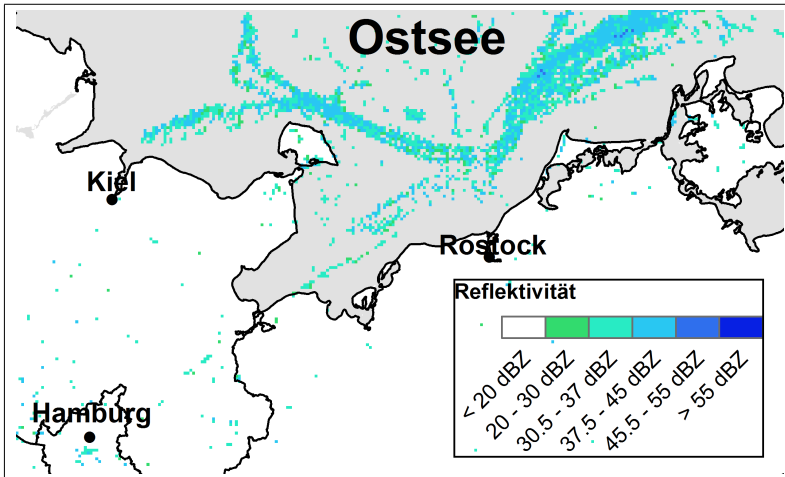 Ostsee
Kiel
Rostock
Hamburg
Reflektivität
< 20 dBZ
20 - 30 dBZ
30.5 - 37 dBZ
37.5 - 45 dBZ
45.5 - 55 dBZ
> 55 dBZ